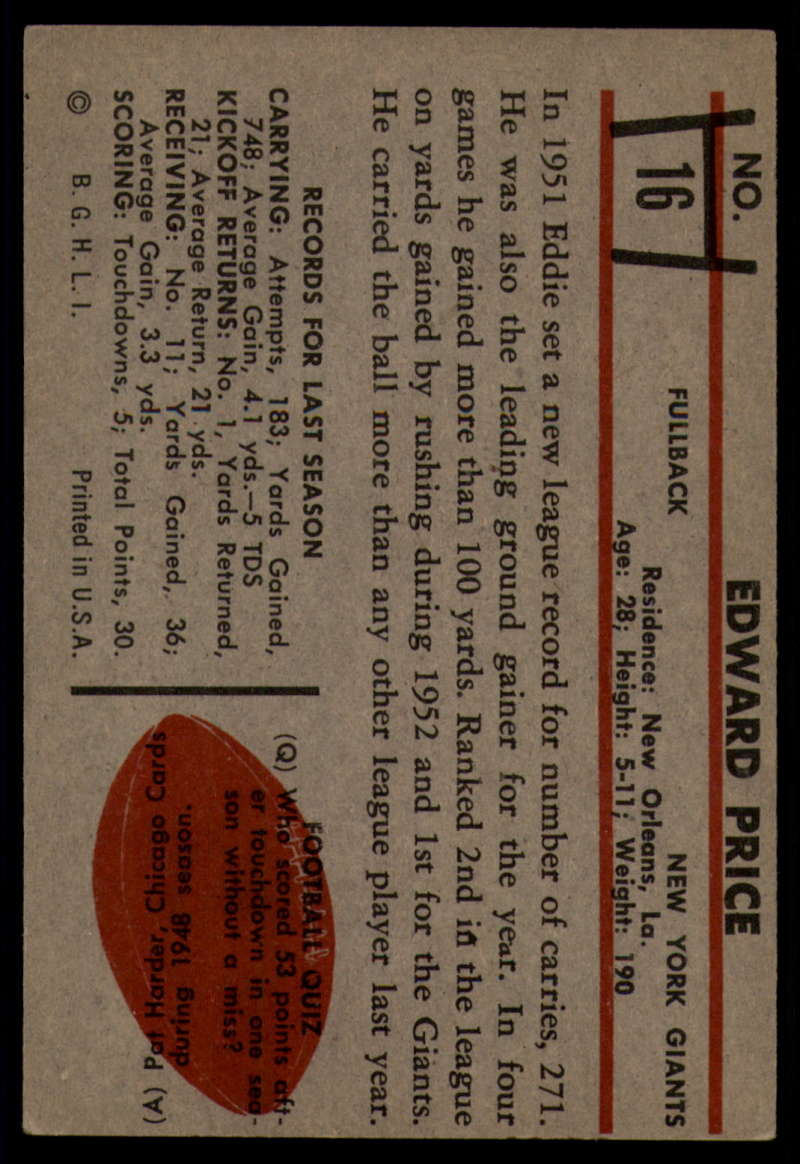 NO.
16
EDWARD PRICE
FULLBACK
NEW YORK GIANTS
Residence: New Orleans, La.
Age: 28; Height: 5-11; Weight: 190
In 1951 Eddie set a new league record for number of carries, 271.
He was also the leading ground gainer for the year. In four
games he gained more than 100 yards. Ranked 2nd in the league
on yards gained by rushing during 1952 and 1st for the Giants.
He carried the ball more than any other league player last year.
RECORDS FOR LAST SEASON
CARRYING: Attempts, 183; Yards Gained,
748; Average Gain, 4.1 yds.—5 TDS
KICKOFF RETURNS: No. 1, Yards Returned,
21; Average Return, 21 yds.
RECEIVING: No. 11; Yards Gained, 36;
Average Gain, 3.3 yds.
SCORING: Touchdowns, 5; Total Points, 30.
© B. G. H. L. I. Printed in U.S.A.
FOOTBALL QUIZ
(Q) Who scored 53 points aft-
er touchdown in one sea-
son without a miss?
(A) Pat Harder, Chicago Cards
during 1948 season.